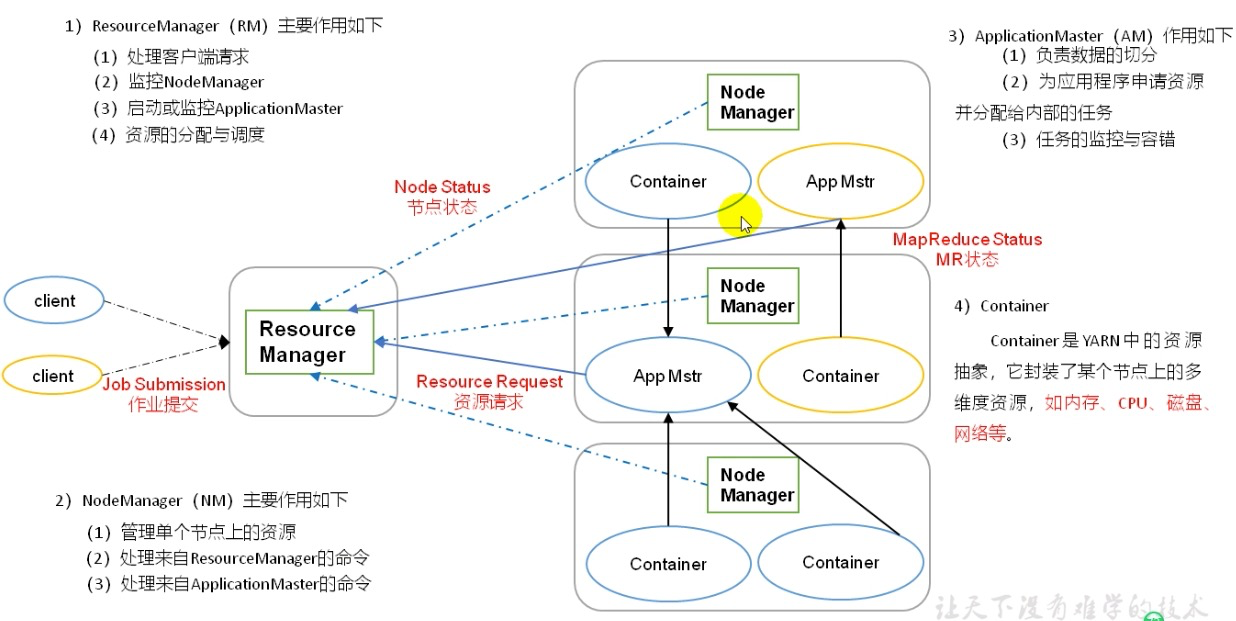 1）ResourceManager（RM）主要作用如下
（1）处理客户端请求
（2）监控NodeManager
（3）启动或监控ApplicationMaster
（4）资源的分配与调度
3）ApplicationMaster（AM）作用如下
（1）负责数据的切分
（2）为应用程序申请资源
并分配给内部的任务
（3）任务的监控与容错
Node
Manager
Container
App Mstr
Node Status
节点状态
MapReduce Status
MR状态
client
client
Job Submission
作业提交
Resource
Manager
Node
Manager
App Mstr
Container
Resource Request
资源请求
4）Container
Container是YARN中的资源
抽象，它封装了某个节点上的多
维度资源，如内存、CPU、磁盘、
网络等。
2）NodeManager（NM）主要作用如下
（1）管理单个节点上的资源
（2）处理来自ResourceManager的命令
（3）处理来自ApplicationMaster的命令
Node
Manager
Container
Container
让天下没有难学的技术